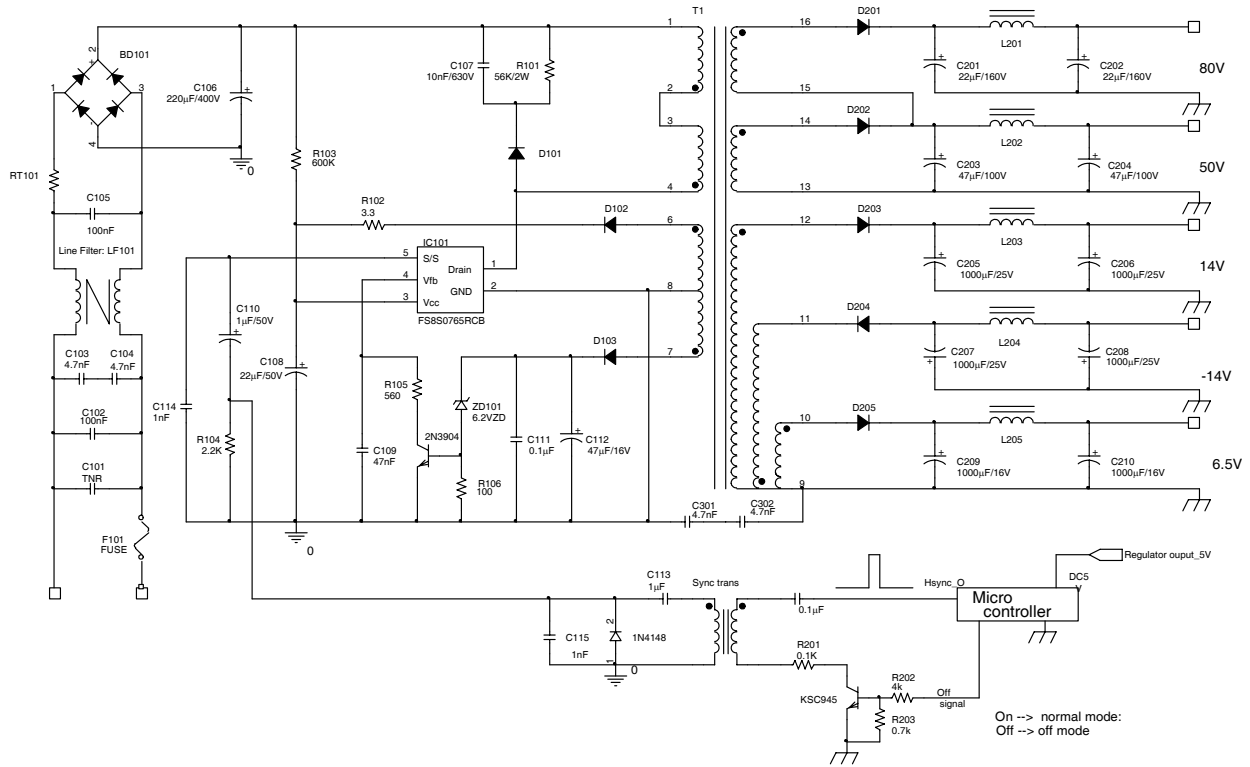 T1
1
16
D201
L201
C201
22µF/160V
C202
22µF/160V
80V
2
BD101
1
3
+
-
4
C106
220µF/400V
0
C107
10nF/630V
R101
56K/2W
2
15
3
14
D202
L202
C203
47µF/100V
C204
47µF/100V
50V
D101
R103
600K
RT101
4
13
C105
100nF
R102
3.3
D102
6
12
D203
L203
C205
1000µF/25V
C206
1000µF/25V
14V
Line Filter: LF101
IC101
5
S/S
4
Vfb
3
Vcc
Drain
1
GND
2
FS8S0765RCB
8
C110
1µF/50V
11
D204
L204
C207
1000µF/25V
C208
1000µF/25V
-14V
C103
4.7nF
C104
4.7nF
C108
22µF/50V
D103
7
R105
560
ZD101
6.2VZD
C114
1nF
C102
100nF
R104
2.2K
2N3904
C109
47nF
C111
0.1µF
C112
47µF/16V
R106
100
10
D205
L205
C209
1000µF/16V
C210
1000µF/16V
6.5V
9
C101
TNR
C301
4.7nF
C302
4.7nF
F101
FUSE
0
Regulator ouput_5V
C113
1µF
Sync trans
0.1µF
Hsync_O
DC5
V
Micro
controller
2
1N4148
1
0
C115
1nF
R201
0.1K
R202
4k
Off
signal
KSC945
R203
0.7k
On --> normal mode:
Off --> off mode